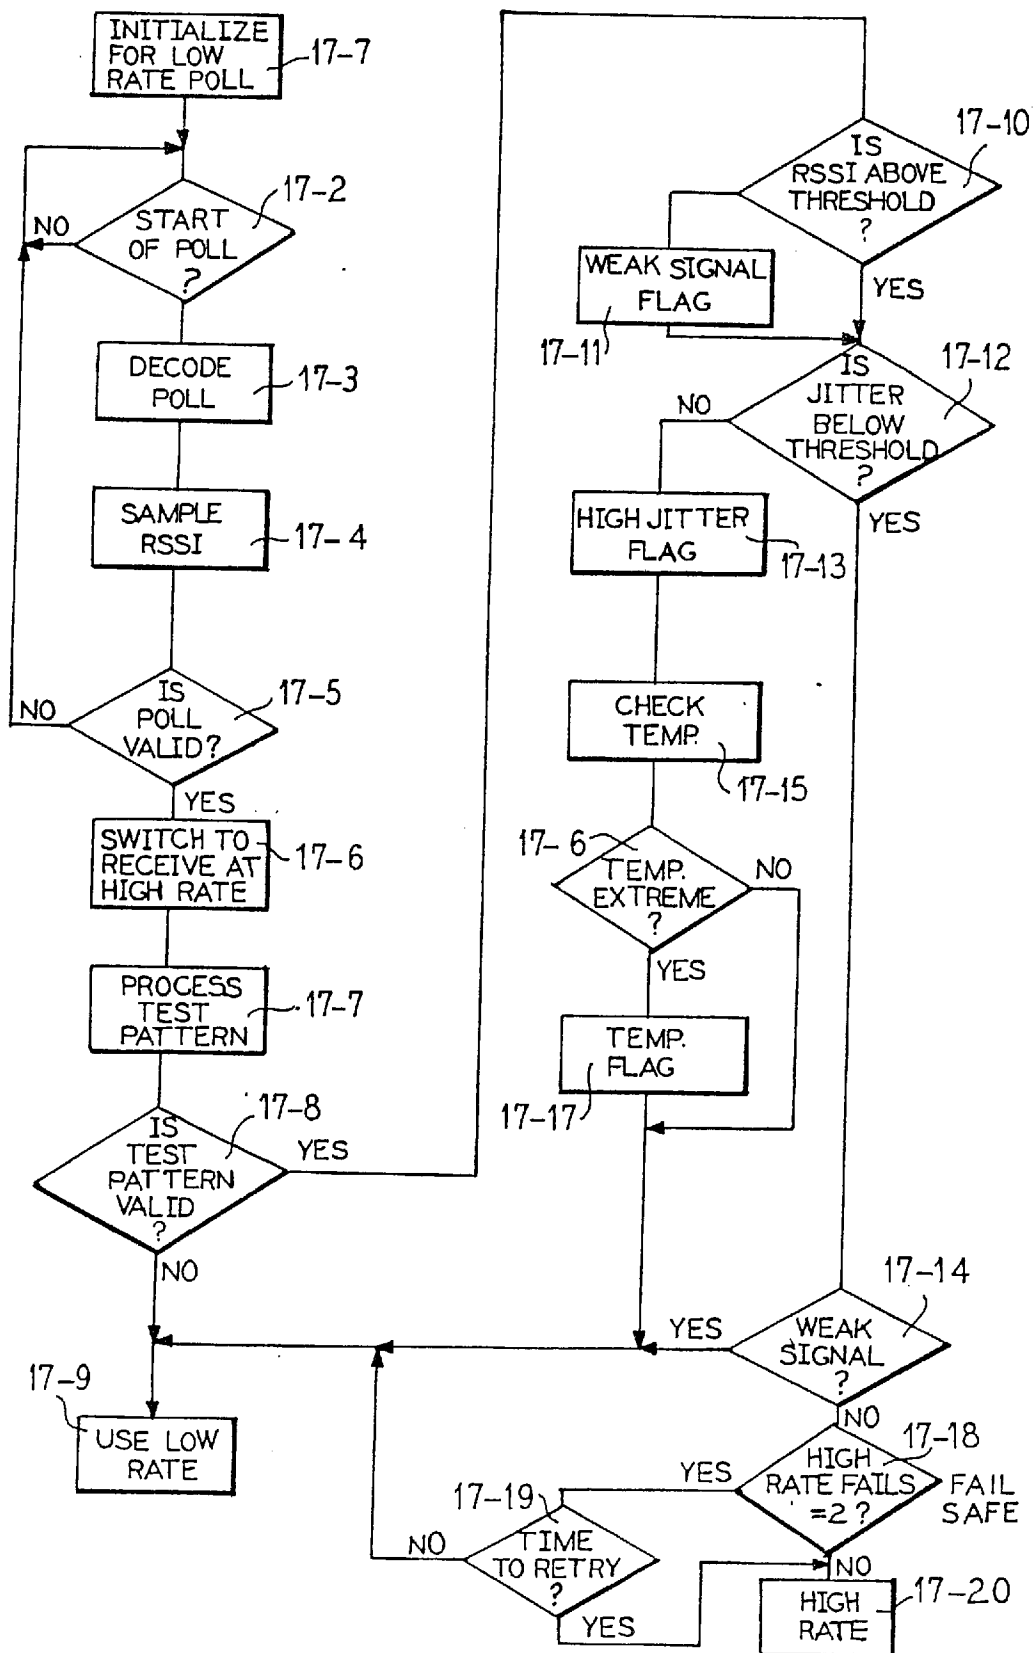 INITIALIZE
FOR LOW
RATE POLL
17-7
START
OF POLL
?
17-2
NO
DECODE
POLL
17-3
SAMPLE
RSSI
17-4
IS
POLL
VALID?
17-5
NO
YES
SWITCH TO
RECEIVE AT
HIGH RATE
17-6
PROCESS
TEST
PATTERN
17-7
IS
TEST
PATTERN
VALID
?
17-8
YES
NO
17-9
USE LOW
RATE
IS
RSSI ABOVE
THRESHOLD
?
17-10
YES
WEAK SIGNAL
FLAG
17-11
IS
JITTER
BELOW
THRESHOLD
?
17-12
NO
YES
HIGH JITTER
FLAG
17-13
CHECK
TEMP.
17-15
17-6
TEMP.
EXTREME
?
NO
YES
TEMP.
FLAG
17-17
17-14
WEAK
SIGNAL
?
YES
NO
17-18
HIGH
RATE FAILS
=2 ?
YES
FAIL
SAFE
NO
17-19
TIME
TO RETRY
?
NO
YES
HIGH
RATE
17-20